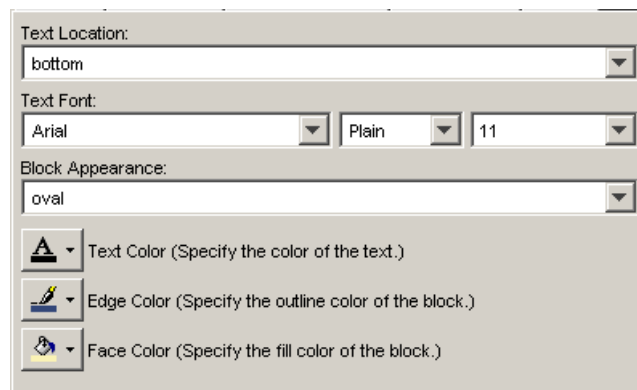 Text Location:
bottom
Text Font:
Arial Plain 11
Block Appearance:
oval
A Text Color (Specify the color of the text.)
Edge Color (Specify the outline color of the block.)
Face Color (Specify the fill color of the block.)